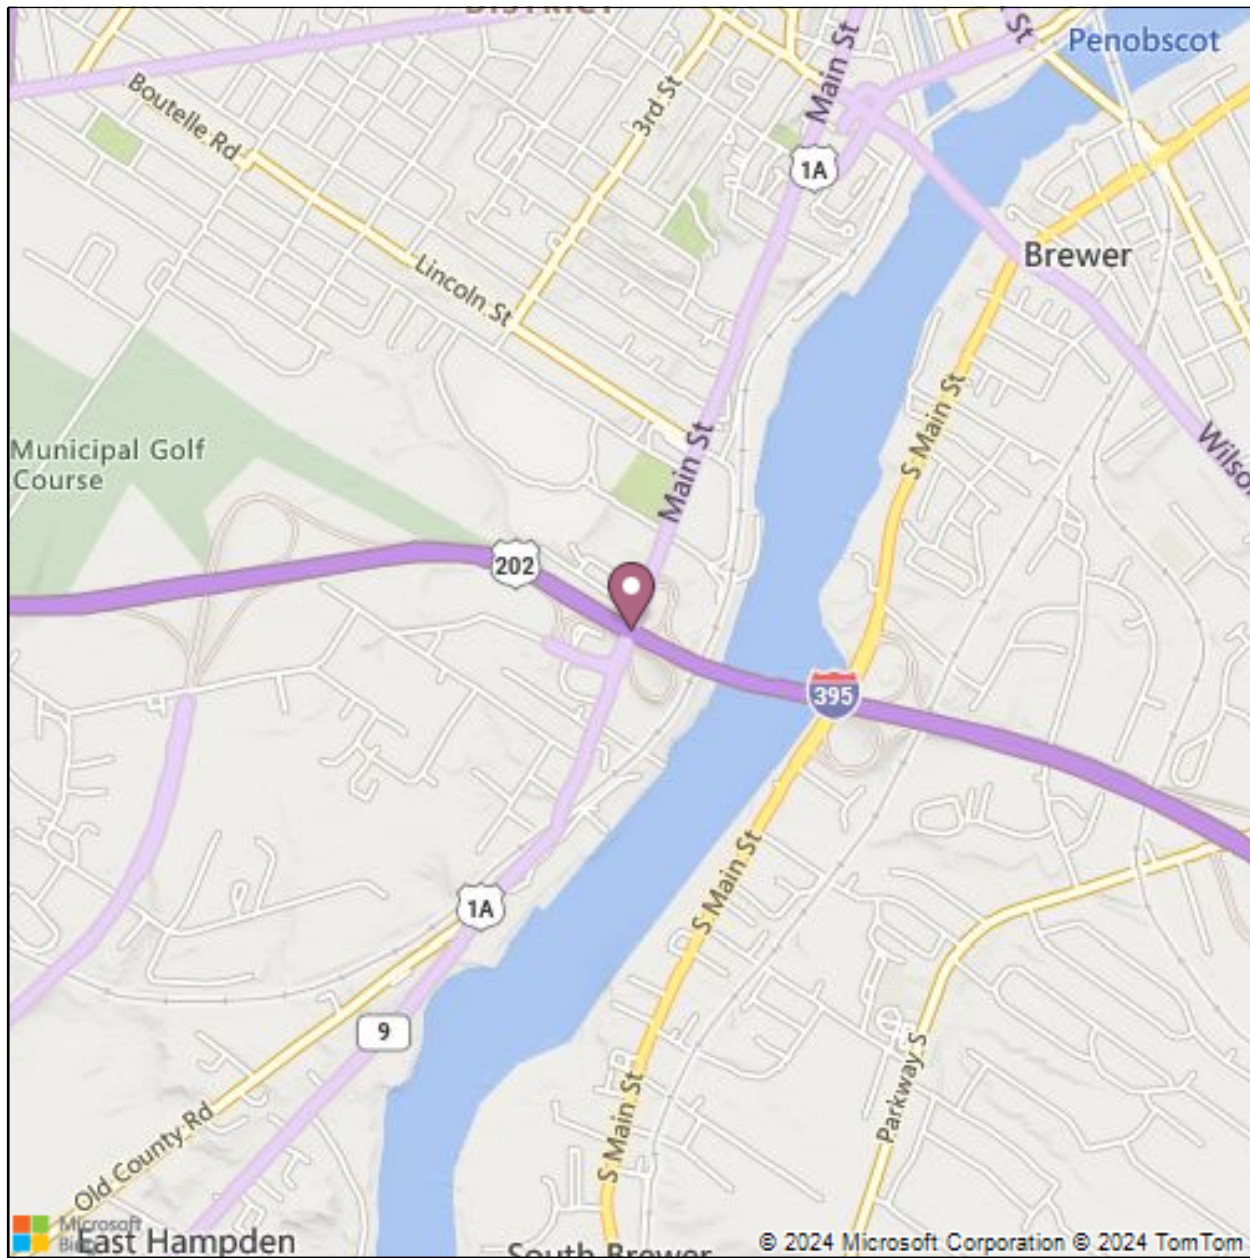 DISTRICT
St
Penobscot
Main St
Boutelle Rd
3rd St
1A
Brewer
Lincoln St
S Main St
Municipal Golf
Course
Main St
202
395
S Main St
1A
9
Parkway S
Old County Rd
S Main St
Microsoft
East Hampden
South Brewer
© 2024 Microsoft Corporation © 2024 TomTom